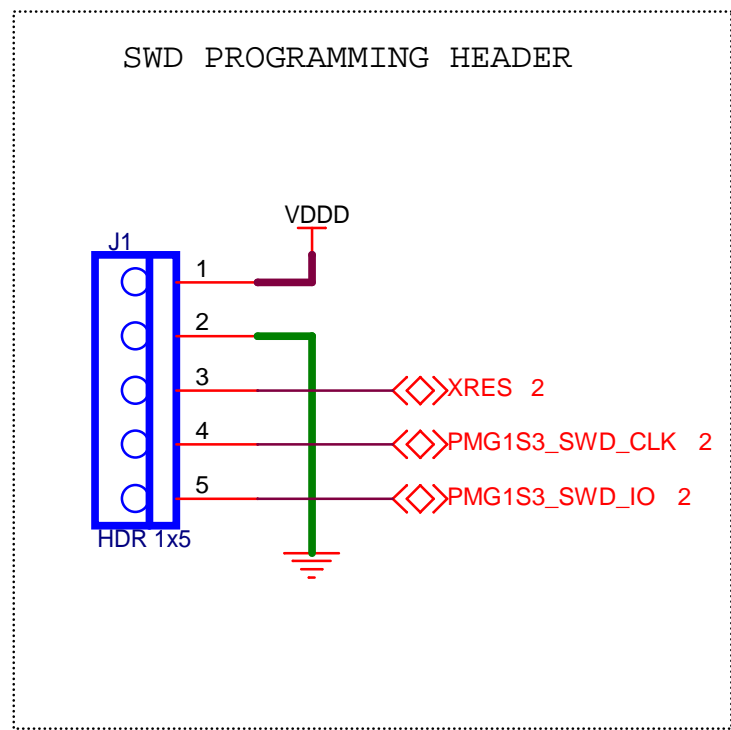 SWD PROGRAMMING HEADER
VDDD
J1
1
2
3
XRES 2
4
PMG1S3_SWD_CLK 2
5
PMG1S3_SWD_IO 2
HDR 1x5